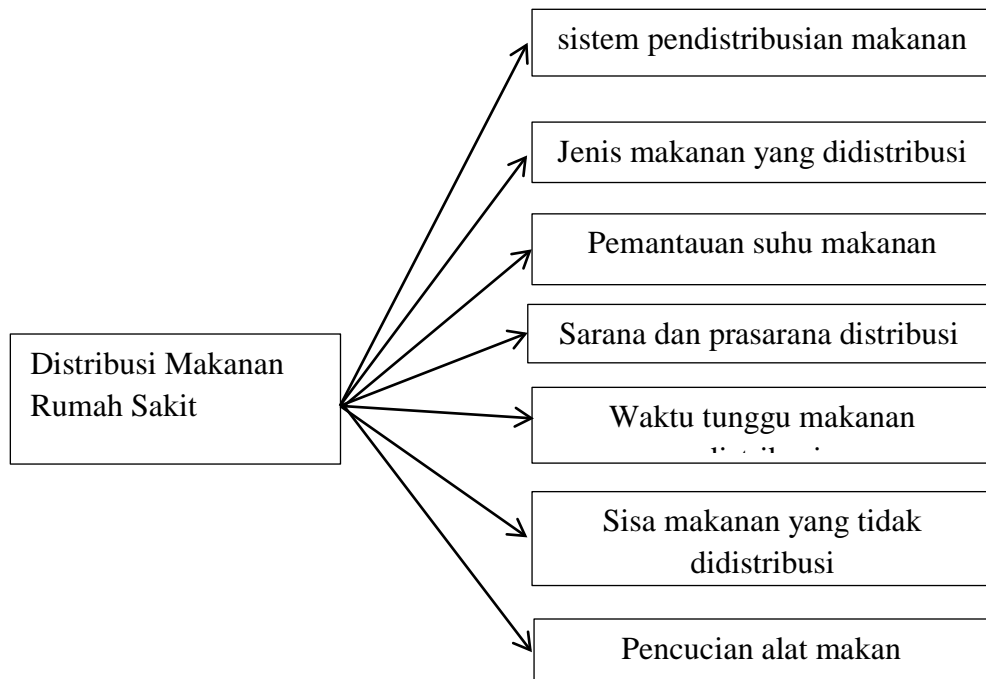 sistem pendistribusian makanan
Jenis makanan yang didistribusi
Pemantauan suhu makanan
Sarana dan prasarana distribusi
Distribusi Makanan
Rumah Sakit
Waktu tunggu makanan
Sisa makanan yang tidak
didistribusi
Pencucian alat makan